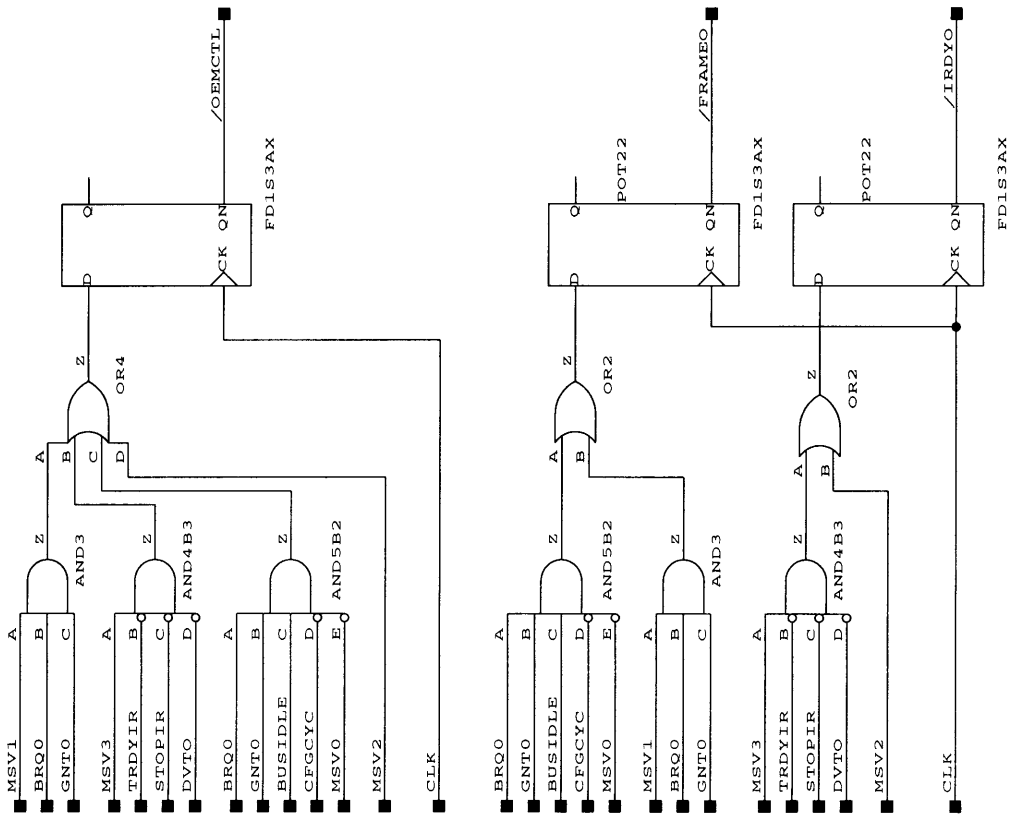 /OEMCTL
/FRAMEO
/IRDYO
FD1S3AX
Q
QN
D
CK
POT22
FD1S3AX
Q
QN
D
CK
POT22
FD1S3AX
Q
QN
D
CK
Z
OR4
A
B
C
D
Z
OR2
A
B
Z
OR2
A
B
Z
AND3
A
B
C
Z
AND4B3
A
B
C
D
Z
AND5B2
A
B
C
D
E
Z
AND5B2
A
B
C
D
E
Z
AND3
A
B
C
Z
AND4B3
A
B
C
D
MSV1
BRQ0
GNT0
MSV3
TRDYIR
STOPIR
DVTO
BRQ0
GNT0
BUSIDLE
CFGCYC
MSV0
MSV2
CLK
BRQ0
GNT0
BUSIDLE
CFGCYC
MSV0
MSV1
BRQ0
GNT0
MSV3
TRDYIR
STOPIR
DVTO
MSV2
CLK